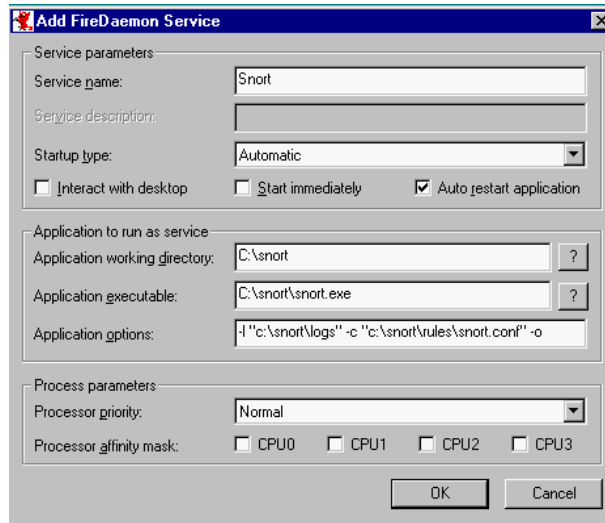 Add FireDaemon Service
Service parameters
Service name: Snort
Service description:
Startup type: Automatic
Interact with desktop Start immediately Auto restart application
Application to run as service
Application working directory: C:\snort ?
Application executable: C:\snort\snort.exe ?
Application options: -l "c:\snort\logs" -c "c:\snort\rules\snort.conf" -o
Process parameters
Processor priority: Normal
Processor affinity mask: CPU0 CPU1 CPU2 CPU3
OK Cancel